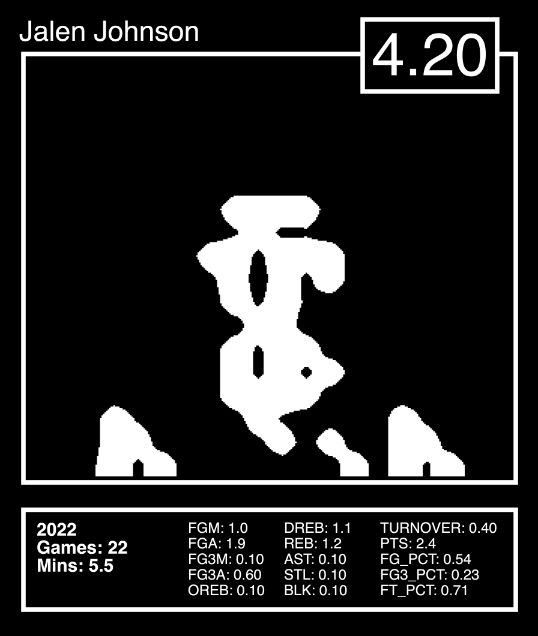 Jalen Johnson
4.20
2022
Games: 22
Mins: 5.5
FGM: 1.0
FGA: 1.9
FG3M: 0.10
FG3A: 0.60
OREB: 0.10
DREB: 1.1
REB: 1.2
AST: 0.10
STL: 0.10
BLK: 0.10
TURNOVER: 0.40
PTS: 2.4
FG_PCT: 0.54
FG3_PCT: 0.23
FT_PCT: 0.71